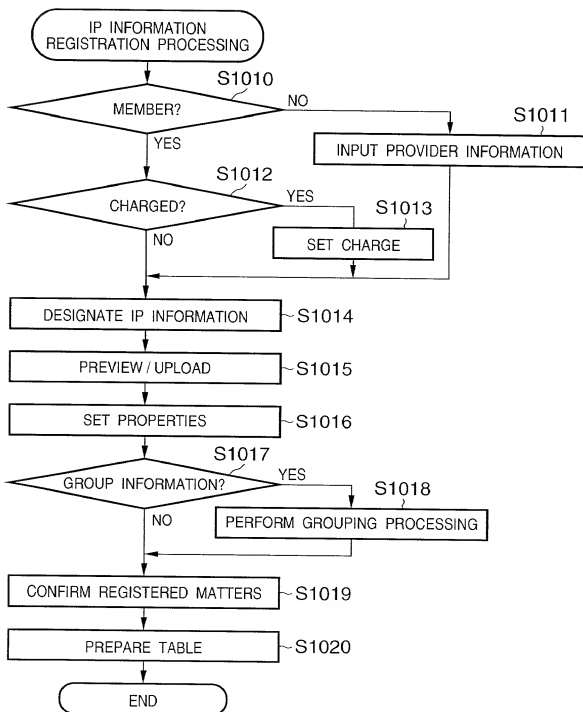 IP INFORMATION
REGISTRATION PROCESSING
S1010
MEMBER?
NO
YES
S1011
INPUT PROVIDER INFORMATION
S1012
CHARGED?
YES
NO
S1013
SET CHARGE
DESIGNATE IP INFORMATION
S1014
PREVIEW/UPLOAD
S1015
SET PROPERTIES
S1016
S1017
GROUP INFORMATION?
YES
NO
S1018
PERFORM GROUPING PROCESSING
CONFIRM REGISTERED MATTERS
S1019
PREPARE TABLE
S1020
END